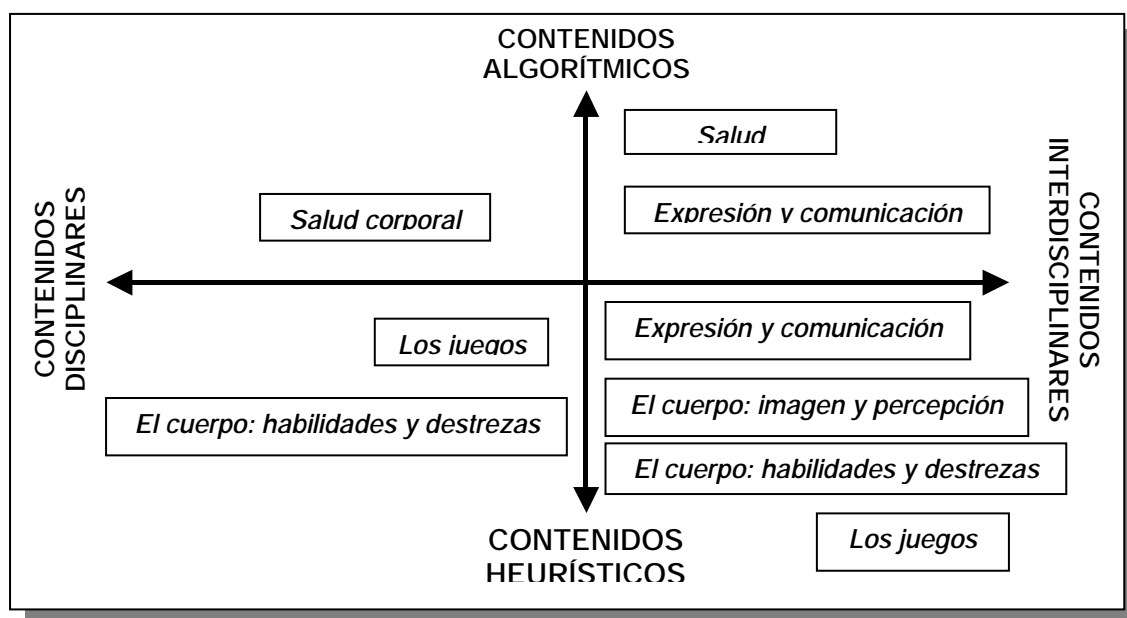 CONTENIDOS
ALGORÍTMICOS
Salud
Salud corporal
Expresión y comunicación
CONTENIDOS
DISCIPLINARES
CONTENIDOS
INTERDISCIPLINARES
Los juegos
Expresión y comunicación
El cuerpo: habilidades y destrezas
El cuerpo: imagen y percepción
El cuerpo: habilidades y destrezas
CONTENIDOS
HEURÍSTICOS
Los juegos